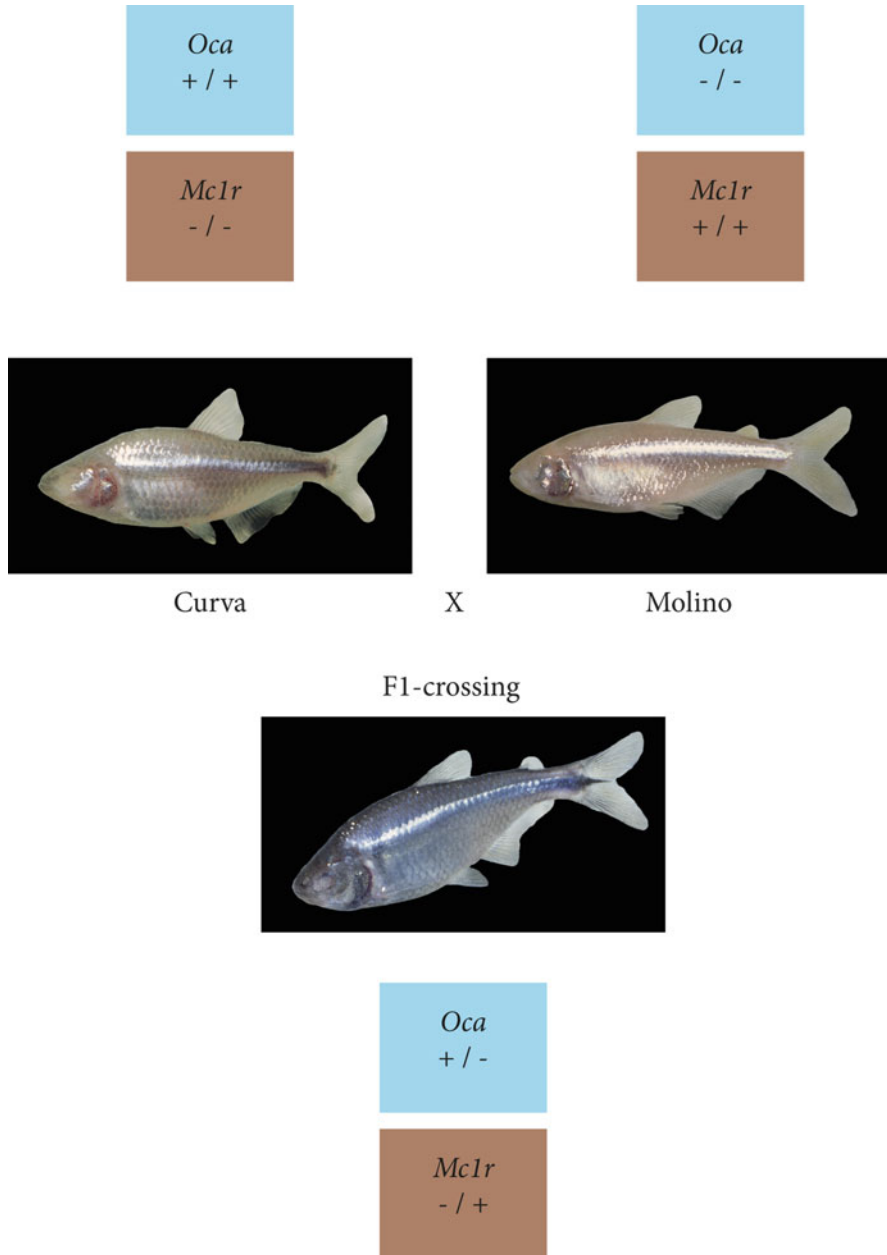 Oca
+ / +
Oca
- / -
Mc1r
- / -
Mc1r
+ / +
Curva
X
Molino
F1-crossing
Oca
+ / -
Mc1r
- / +